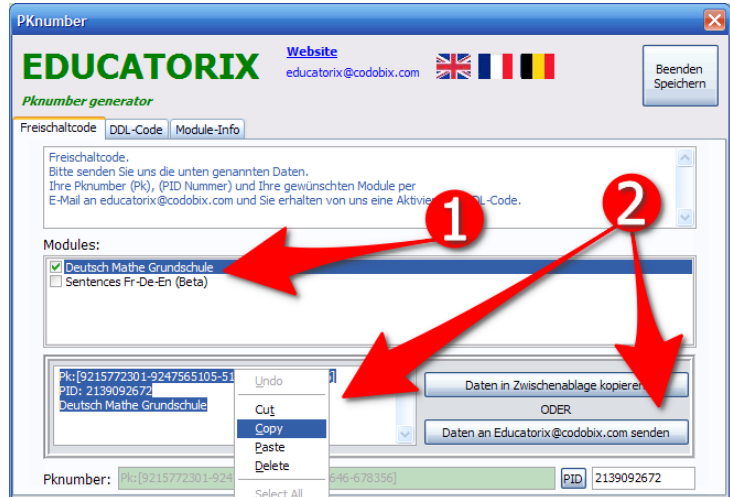 PKnumber
EDUCATORIX
Website
educatorix@codobix.com
Beenden
Speichern
Pknumber generator
Freischaltcode DDL-Code Module-Info
Freischaltcode.
Bitte senden Sie uns die unten genannten Daten.
Ihre Pknumber (Pk), (PID Nummer) und Ihre gewünschten Module per
E-Mail an educatorix@codobix.com und Sie erhalten von uns eine DL-Code.
1
2
Modules:
Deutsch Mathe Grundschule
Sentences Fr-De-En (Beta)
Pk:[9215772301-9247565105-51
PID: 2139092672
Deutsch Mathe Grundschule
Undo
Cut
Copy
Paste
Delete
Select All
Daten in Zwischenablage kopieren
ODER
Daten an Educatorix@codobix.com senden
Pknumber: Pk:[9215772301-924 646-678356] PID 2139092672